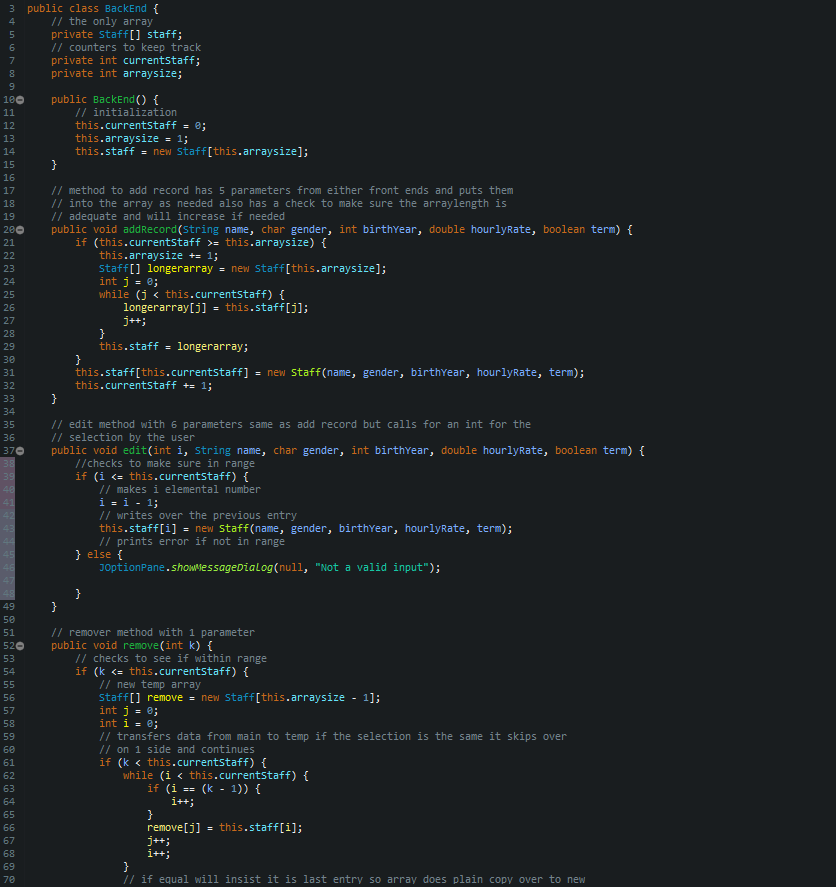 3 public class BackEnd {
4 // the only array
5 private Staff[] staff;
6 // counters to keep track
7 private int currentStaff;
8 private int arraysize;
9
10 public BackEnd() {
11 // initialization
12 this.currentStaff = 0;
13 this.arraysize = 1;
14 this.staff = new Staff[this.arraysize];
15 }
16
17 // method to add record has 5 parameters from either front ends and puts them
18 // into the array as needed also has a check to make sure the arraylength is
19 // adequate and will increase if needed
20 public void addRecord(String name, char gender, int birthYear, double hourlyRate, boolean term) {
21 if (this.currentStaff >= this.arraysize) {
22 this.arraysize += 1;
23 Staff[] longerarray = new Staff[this.arraysize];
24 int j = 0;
25 while (j < this.currentStaff) {
26 longerarray[j] = this.staff[j];
27 j++;
28 }
29 this.staff = longerarray;
30 }
31 this.staff[this.currentStaff] = new Staff(name, gender, birthYear, hourlyRate, term);
32 this.currentStaff += 1;
33 }
34
35 // edit method with 6 parameters same as add record but calls for an int for the
36 // selection by the user
37 public void edit(int i, String name, char gender, int birthYear, double hourlyRate, boolean term) {
38 //checks to make sure in range
39 if (i <= this.currentStaff) {
40 // makes i elemental number
41 i = i - 1;
42 // writes over the previous entry
43 this.staff[i] = new Staff(name, gender, birthYear, hourlyRate, term);
44 // prints error if not in range
45 } else {
46 JOptionPane.showMessageDialog(null, "Not a valid input");
47
48 }
49 }
50
51 // remover method with 1 parameter
52 public void remove(int k) {
53 // checks to see if within range
54 if (k <= this.currentStaff) {
55 // new temp array
56 Staff[] remove = new Staff[this.arraysize - 1];
57 int j = 0;
58 int i = 0;
59 // transfers data from main to temp if the selection is the same it skips over
60 // on 1 side and continues
61 if (k < this.currentStaff) {
62 while (i < this.currentStaff) {
63 if (i == (k - 1)) {
64 i++;
65 }
66 remove[j] = this.staff[i];
67 j++;
68 i++;
69 }
70 // if equal will insist it is last entry so array does plain copy over to new